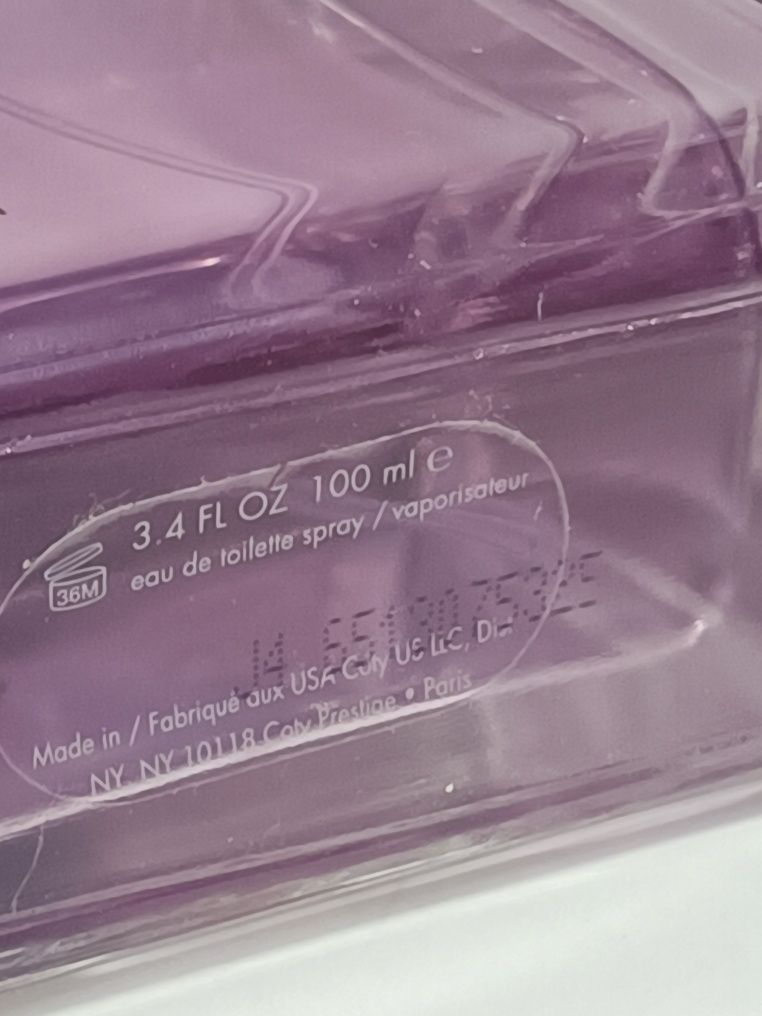 3.4 FL OZ 100 ml ℮
36M
eau de toilette spray / vaporisateur
Made in / Fabriqué aux USA Coty US LLC, Dist.
NY, NY 10118 Coty Prestige • Paris